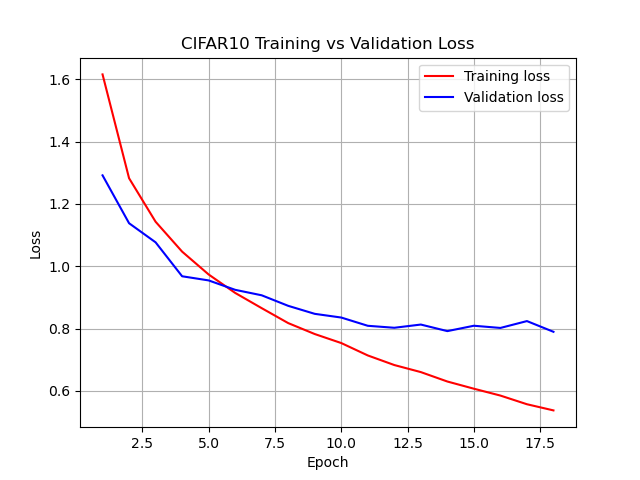 CIFAR10 Training vs Validation Loss
Training loss
Validation loss
1.6
1.4
1.2
1.0
0.8
0.6
Loss
2.5 5.0 7.5 10.0 12.5 15.0 17.5
Epoch